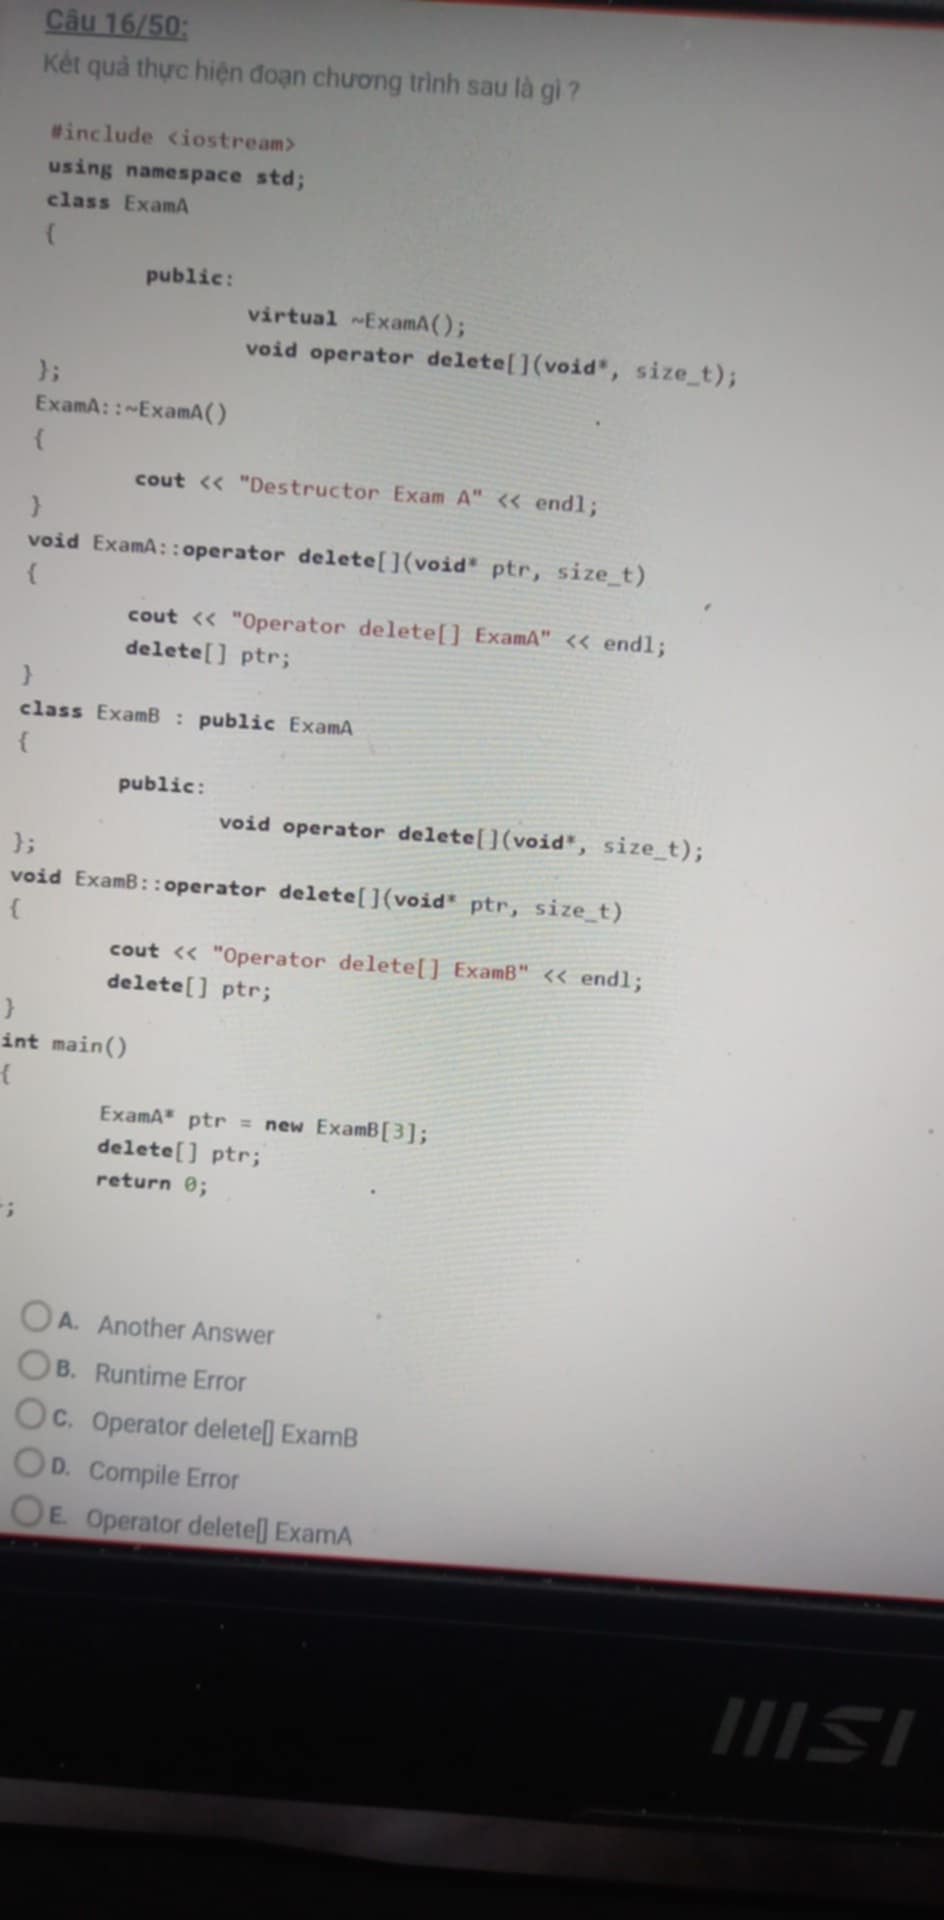 Câu 16/50:
Kết quả thực hiện đoạn chương trình sau là gì ?
#include <iostream>
using namespace std;
class ExamA
{
public:
virtual ~ExamA();
void operator delete[](void*, size_t);
};
ExamA::~ExamA()
{
cout << "Destructor Exam A" << endl;
}
void ExamA::operator delete[](void* ptr, size_t)
{
cout << "Operator delete[] ExamA" << endl;
delete[] ptr;
}
class ExamB : public ExamA
{
public:
void operator delete[](void*, size_t);
};
void ExamB::operator delete[](void* ptr, size_t)
{
cout << "Operator delete[] ExamB" << endl;
delete[] ptr;
}
int main()
{
ExamA* ptr = new ExamB[3];
delete[] ptr;
return 0;
};
A. Another Answer
B. Runtime Error
C. Operator delete[] ExamB
D. Compile Error
E. Operator delete[] ExamA
msi